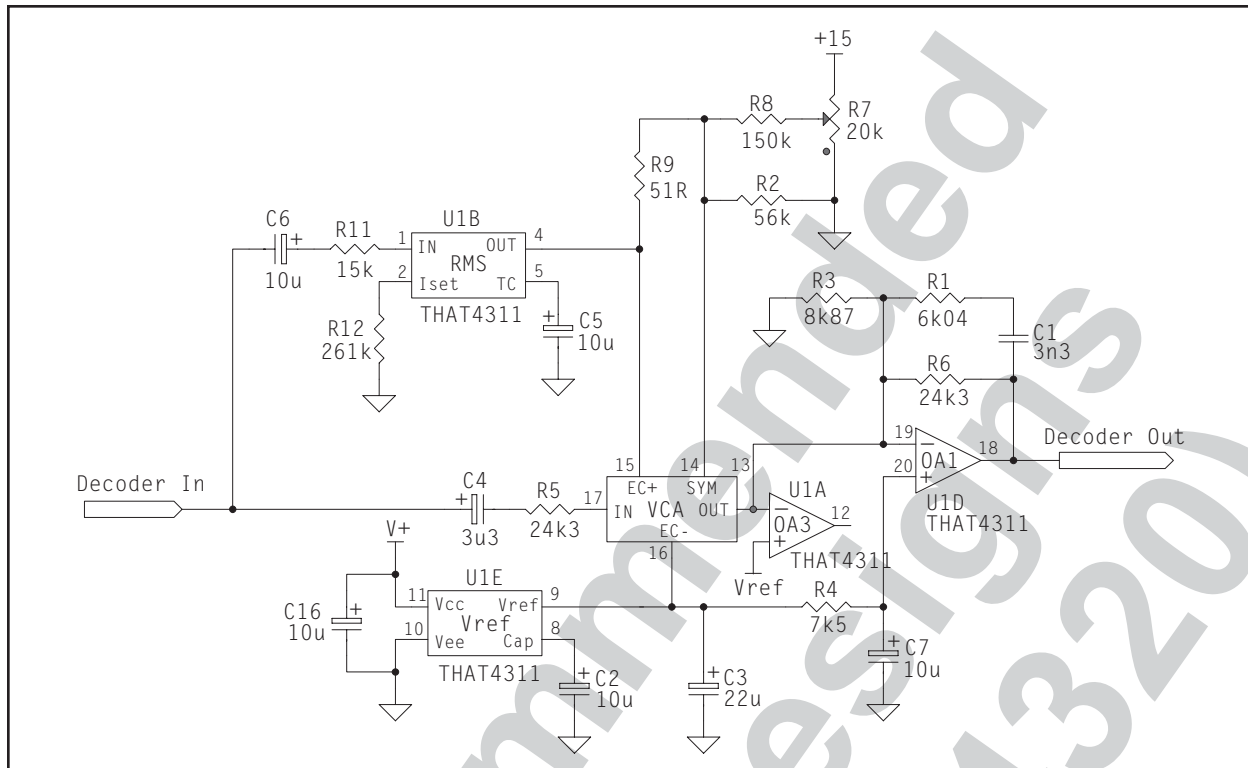 +15
R8
150k
R7
20k
R9
51R
R2
56k
C6
10u
R11
15k
U1B
1 IN OUT 4
RMS
2 Iset TC 5
THAT4311
R12
261k
C5
10u
R3
8k87
R1
6k04
C1
3n3
R6
24k3
Decoder In
C4
3u3
R5
24k3
15 14 13
17 IN EC+ SYM OUT
VCA
EC-
16
U1A
OA3
12
THAT4311
Vref
19
20
OA1
18
U1D
THAT4311
Decoder Out
V+
C16
10u
U1E
11 Vcc Vref 9
Vref
10 Vee Cap 8
THAT4311
C2
10u
C3
22u
R4
7k5
C7
10u
mmended
esigns
4320)